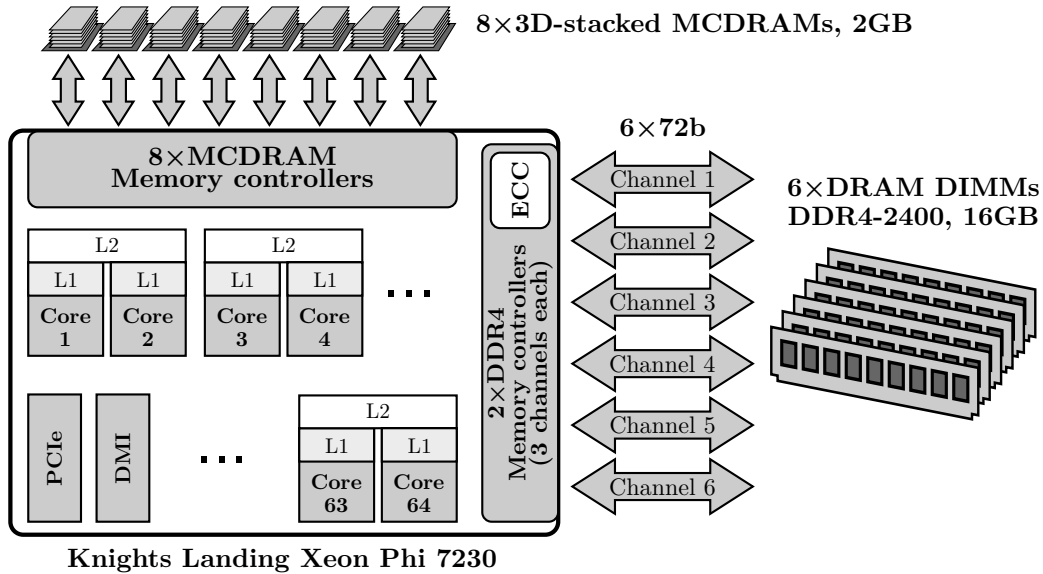 8×3D-stacked MCDRAMs, 2GB
8×MCDRAM
Memory controllers
ECC
2×DDR4
Memory controllers
(3 channels each)
6×72b
Channel 1
Channel 2
Channel 3
Channel 4
Channel 5
Channel 6
6×DRAM DIMMs
DDR4-2400, 16GB
L2
L1
L1
Core
1
Core
2
L2
L1
L1
Core
3
Core
4
...
PCIe
DMI
...
L2
L1
L1
Core
63
Core
64
Knights Landing Xeon Phi 7230